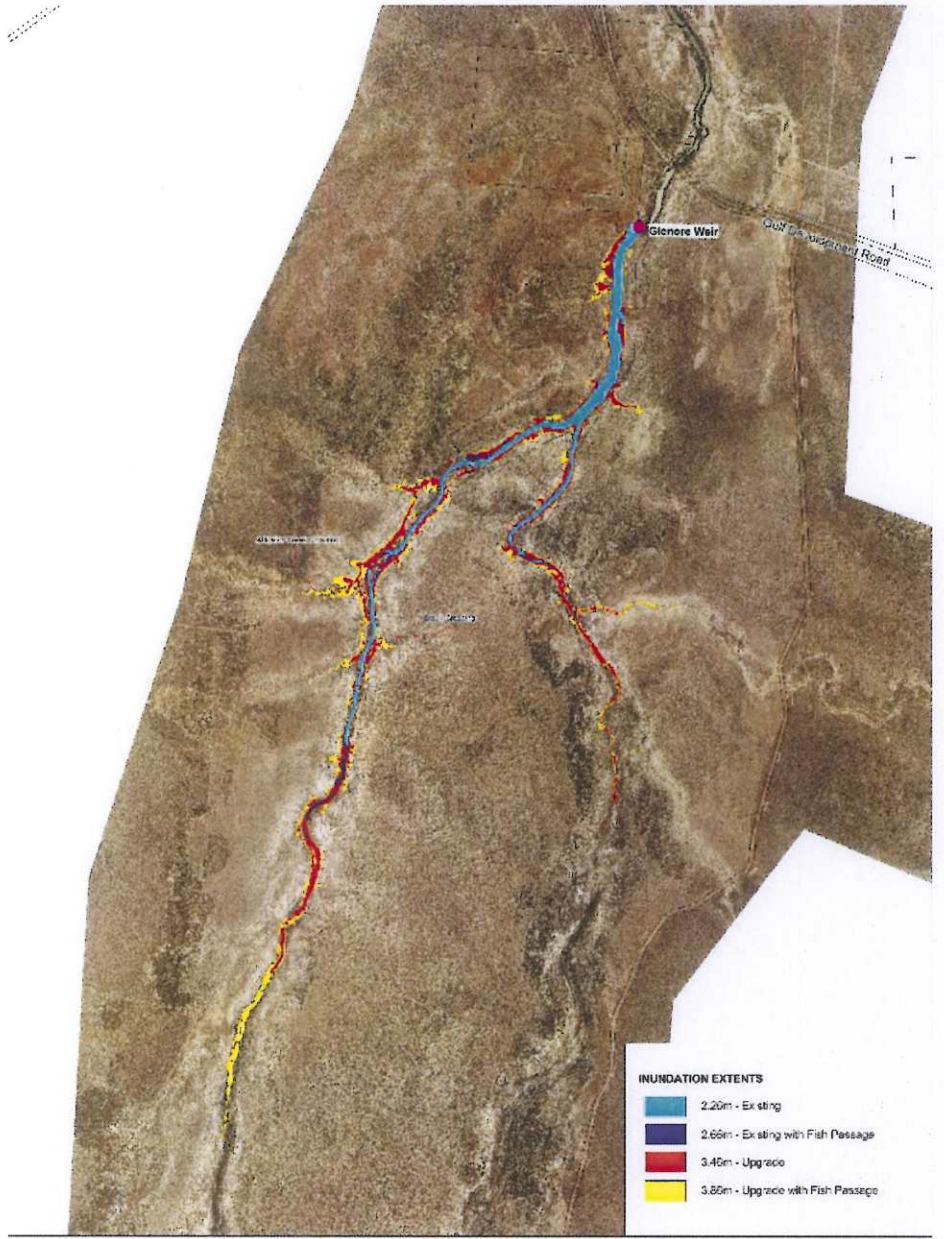 Glenore Weir
Gulf Development Road
INUNDATION EXTENTS
2.26m - Existing
2.66m - Existing with Fish Passage
3.46m - Upgrade
3.86m - Upgrade with Fish Passage